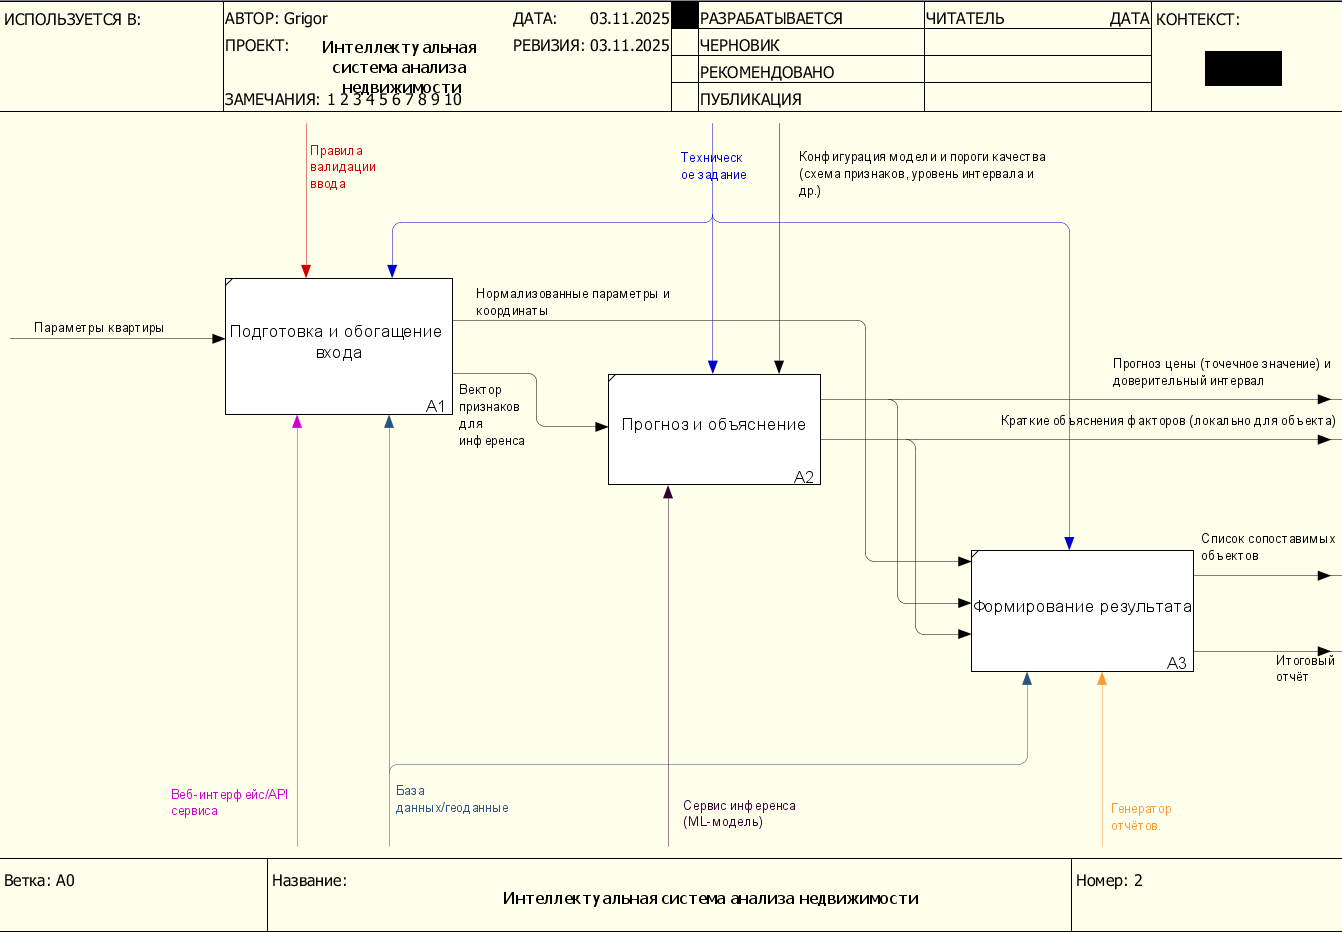 ИСПОЛЬЗУЕТСЯ В:
АВТОР: Grigor
ДАТА: 03.11.2025
ПРОЕКТ:
Интеллектуальная
система анализа
недвижимости
РЕВИЗИЯ: 03.11.2025
ЗАМЕЧАНИЯ: 1 2 3 4 5 6 7 8 9 10
РАЗРАБАТЫВАЕТСЯ
ЧЕРНОВИК
РЕКОМЕНДОВАНО
ПУБЛИКАЦИЯ
ЧИТАТЕЛЬ
ДАТА
КОНТЕКСТ:
Правила
валидации
ввода
Техническ
ое задание
Конфигурация модели и пороги качества
(схема признаков, уровень интервала и
др.)
Параметры квартиры
Подготовка и обогащение
входа
A1
Нормализованные параметры и
координаты
Вектор
признаков
для
инференса
Прогноз и объяснение
A2
Прогноз цены (точечное значение) и
доверительный интервал
Краткие объяснения факторов (локально для объекта)
Список сопоставимых
объектов
Формирование результата
A3
Итоговый
отчёт
Веб-интерфейс/API
сервиса
База
данных/геоданные
Сервис инференса
(ML-модель)
Генератор
отчётов.
Ветка: A0
Название:
Интеллектуальная система анализа недвижимости
Номер: 2